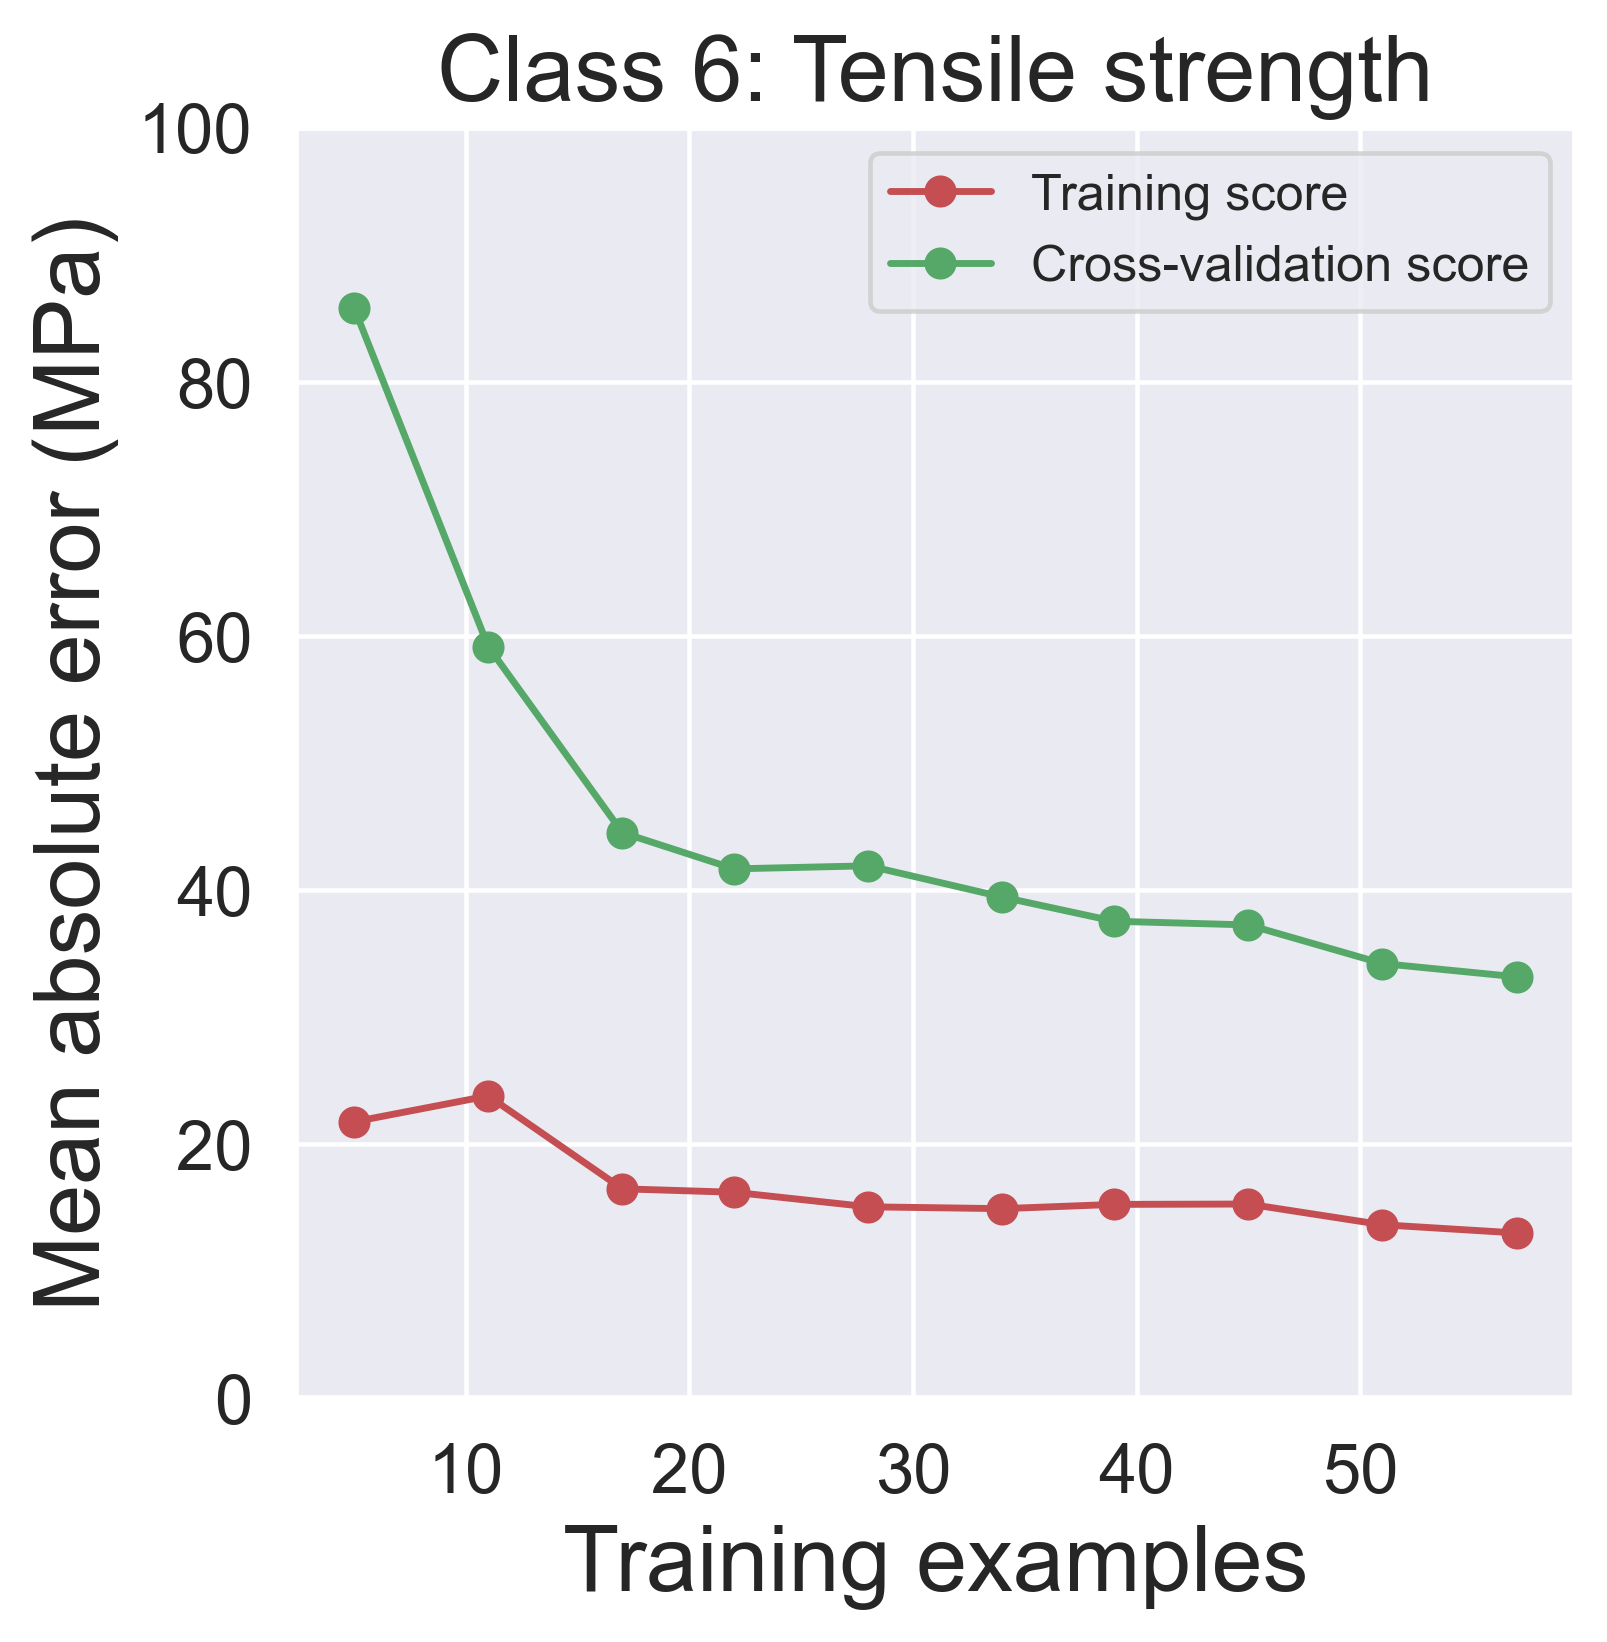 Class 6: Tensile strength
100
80
60
40
20
0
Mean absolute error (MPa)
Training score
Cross-validation score
10 20 30 40 50
Training examples